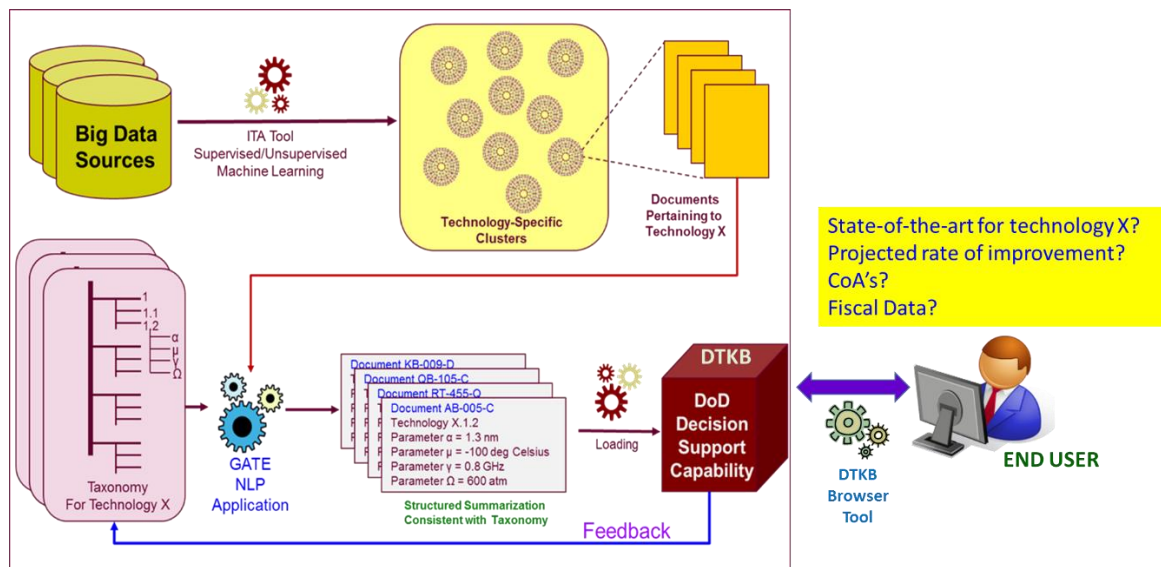 Big Data
Sources
ITA Tool
Supervised/Unsupervised
Machine Learning
Technology-Specific
Clusters
Documents
Pertaining to
Technology X
State-of-the-art for technology X?
Projected rate of improvement?
CoA's?
Fiscal Data?
1
1.1
1.2
α
μ
γ
Ω
Taxonomy
For Technology X
GATE
NLP
Application
Document KB-009-D
Document QB-105-C
Document RT-455-Q
Document AB-005-C
Technology X.1.2
Parameter α = 1.3 nm
Parameter μ = -100 deg Celsius
Parameter γ = 0.8 GHz
Parameter Ω = 600 atm
Structured Summarization
Consistent with Taxonomy
Loading
DTKB
DoD
Decision
Support
Capability
Feedback
DTKB
Browser
Tool
END USER